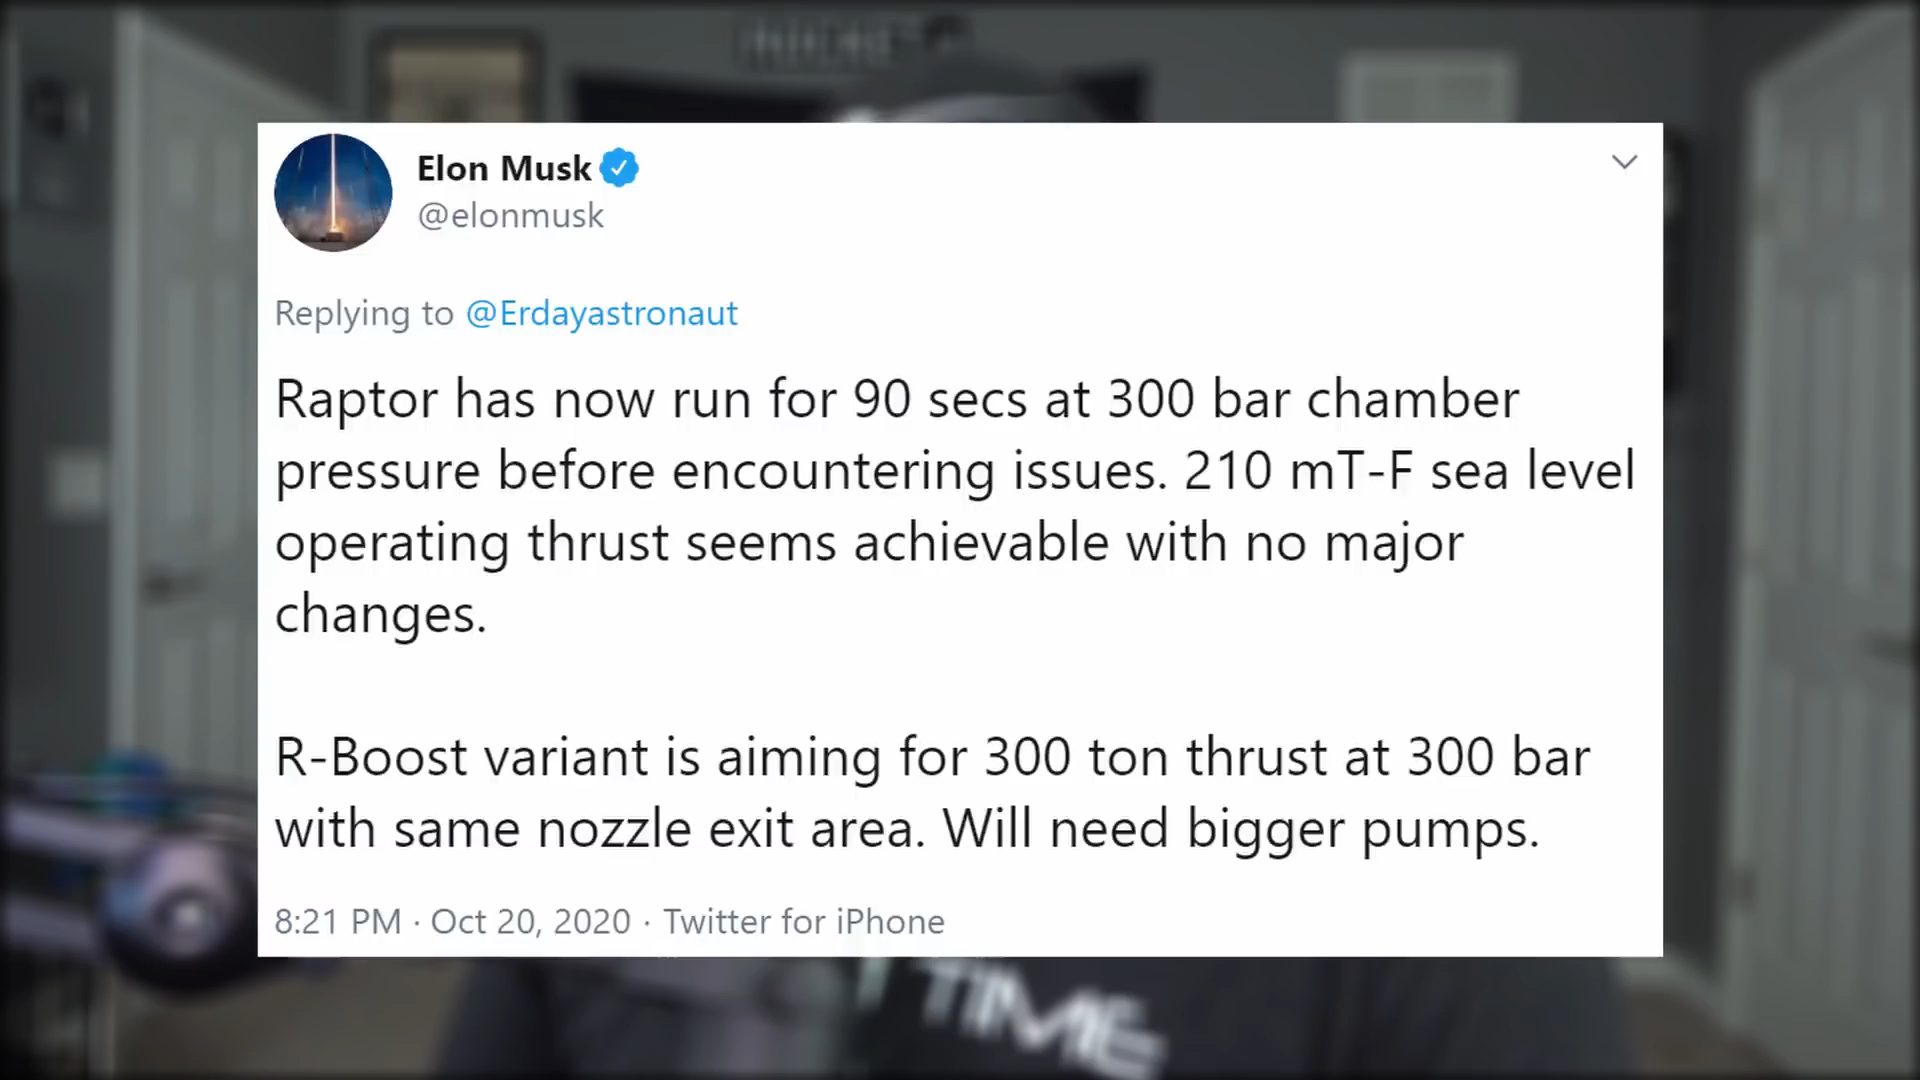 Elon Musk
@elonmusk
Replying to @Erdayastronaut
Raptor has now run for 90 secs at 300 bar chamber
pressure before encountering issues. 210 mT-F sea level
operating thrust seems achievable with no major
changes.
R-Boost variant is aiming for 300 ton thrust at 300 bar
with same nozzle exit area. Will need bigger pumps.
8:21 PM · Oct 20, 2020 · Twitter for iPhone
TIME